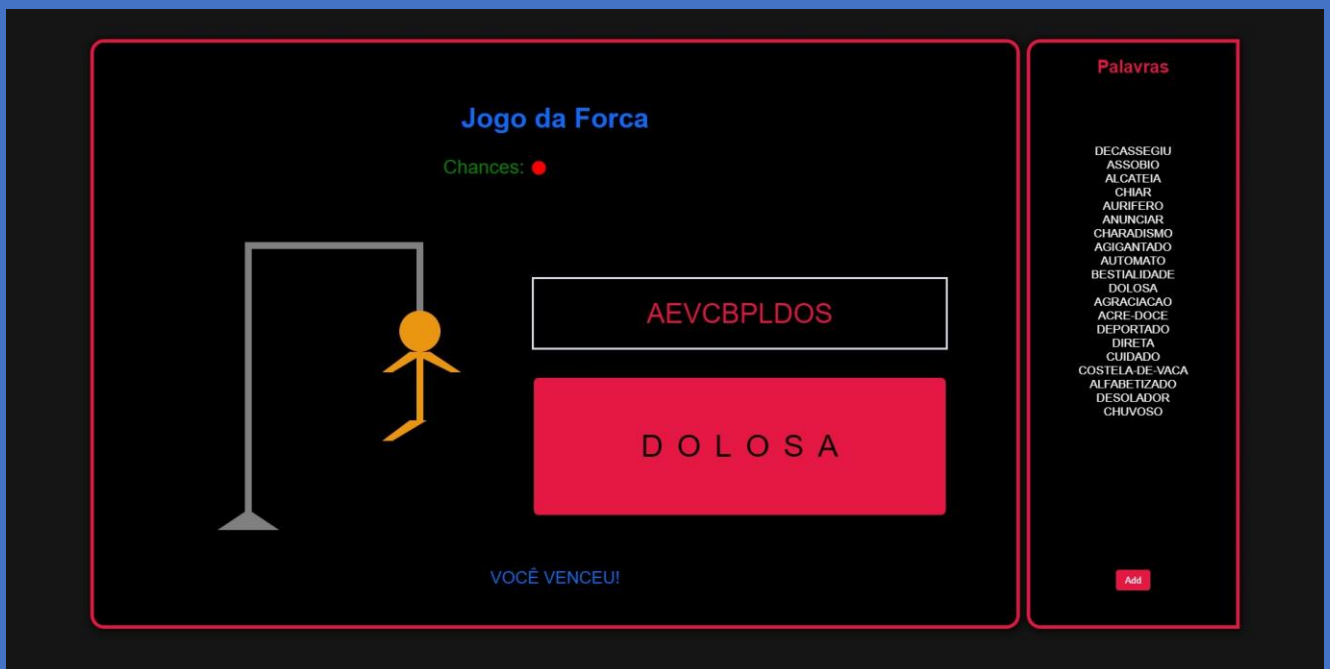 Jogo da Forca
Chances:
AEVCBPLDOS
D O L O S A
VOCÊ VENCEU!
Palavras
DECASSEGIU
ASSOBIO
ALCATEIA
CHIAR
AURIFERO
ANUNCIAR
CHARADISMO
AGIGANTADO
AUTOMATO
BESTIALIDADE
DOLOSA
AGRACIACAO
ACRE-DOCE
DEPORTADO
DIRETA
CUIDADO
COSTELA-DE-VACA
ALFABETIZADO
DESOLADOR
CHUVOSO
Add